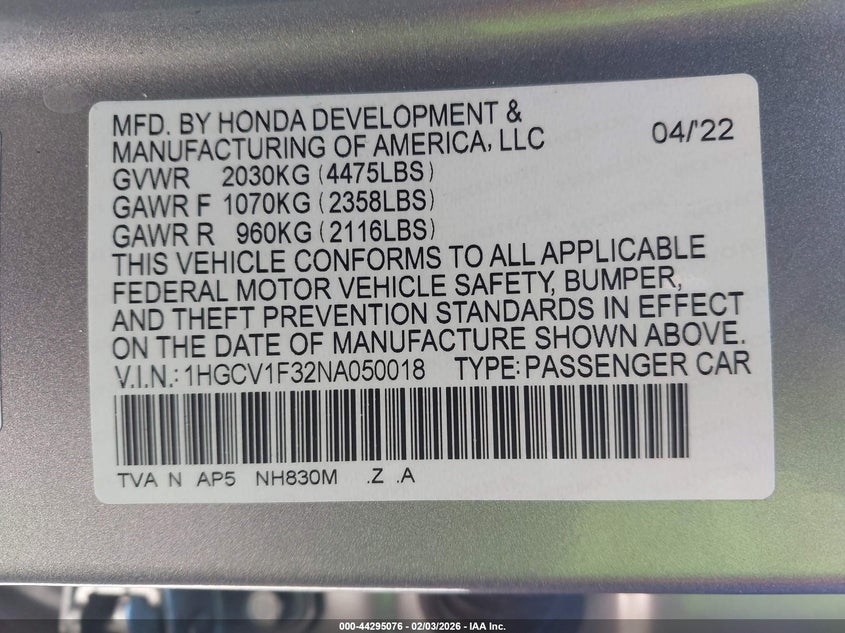 MFD. BY HONDA DEVELOPMENT &
MANUFACTURING OF AMERICA, LLC 04/'22
GVWR 2030KG (4475LBS)
GAWR F 1070KG (2358LBS)
GAWR R 960KG (2116LBS)
THIS VEHICLE CONFORMS TO ALL APPLICABLE
FEDERAL MOTOR VEHICLE SAFETY, BUMPER,
AND THEFT PREVENTION STANDARDS IN EFFECT
ON THE DATE OF MANUFACTURE SHOWN ABOVE.
V.I.N.: 1HGCV1F32NA050018 TYPE: PASSENGER CAR
TVA N AP5 NH830M .Z .A
000-44295076 - 02/03/2026 - IAA Inc.